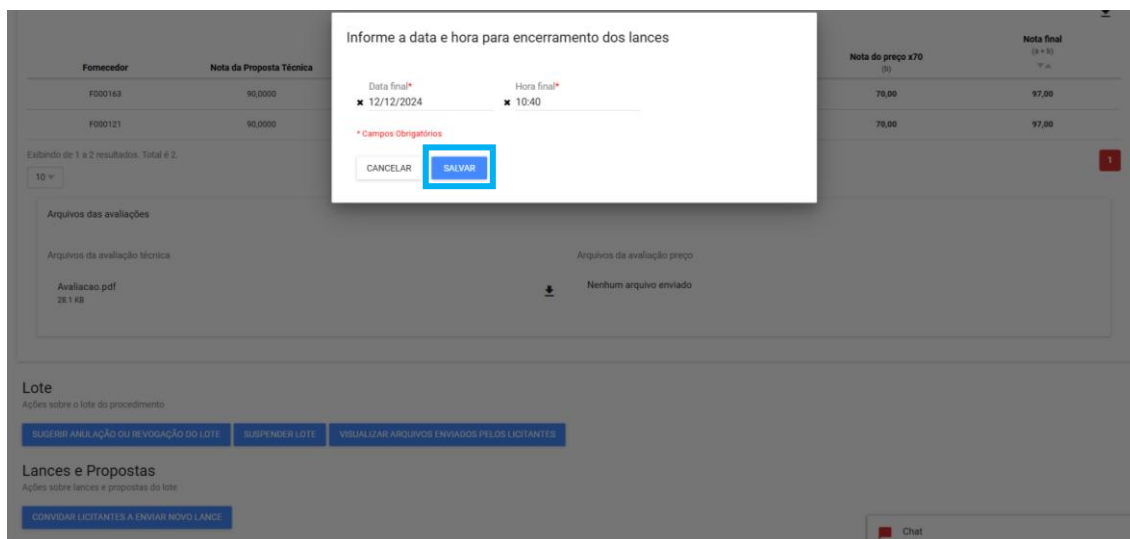 Informe a data e hora para encerramento dos lances
Data final*
Hora final*
✖ 12/12/2024
✖ 10:40
* Campos Obrigatórios
CANCELAR
SALVAR
Fornecedor
Nota da Proposta Técnica
Nota do preço x70
(b)
Nota final
(a + b)
F000163
90,0000
70,00
97,00
F000121
90,0000
70,00
97,00
Exibindo de 1 a 2 resultados. Total é 2.
1
10
Arquivos das avaliações
Arquivos da avaliação técnica
Arquivos da avaliação preço
Avaliacao.pdf
28.1 KB
Nenhum arquivo enviado
Lote
Ações sobre o lote do procedimento
SUGERIR ANULAÇÃO OU REVOGAÇÃO DO LOTE
SUSPENDER LOTE
VISUALIZAR ARQUIVOS ENVIADOS PELOS LICITANTES
Lances e Propostas
Ações sobre lances e propostas do lote
CONVIDAR LICITANTES A ENVIAR NOVO LANCE
Chat